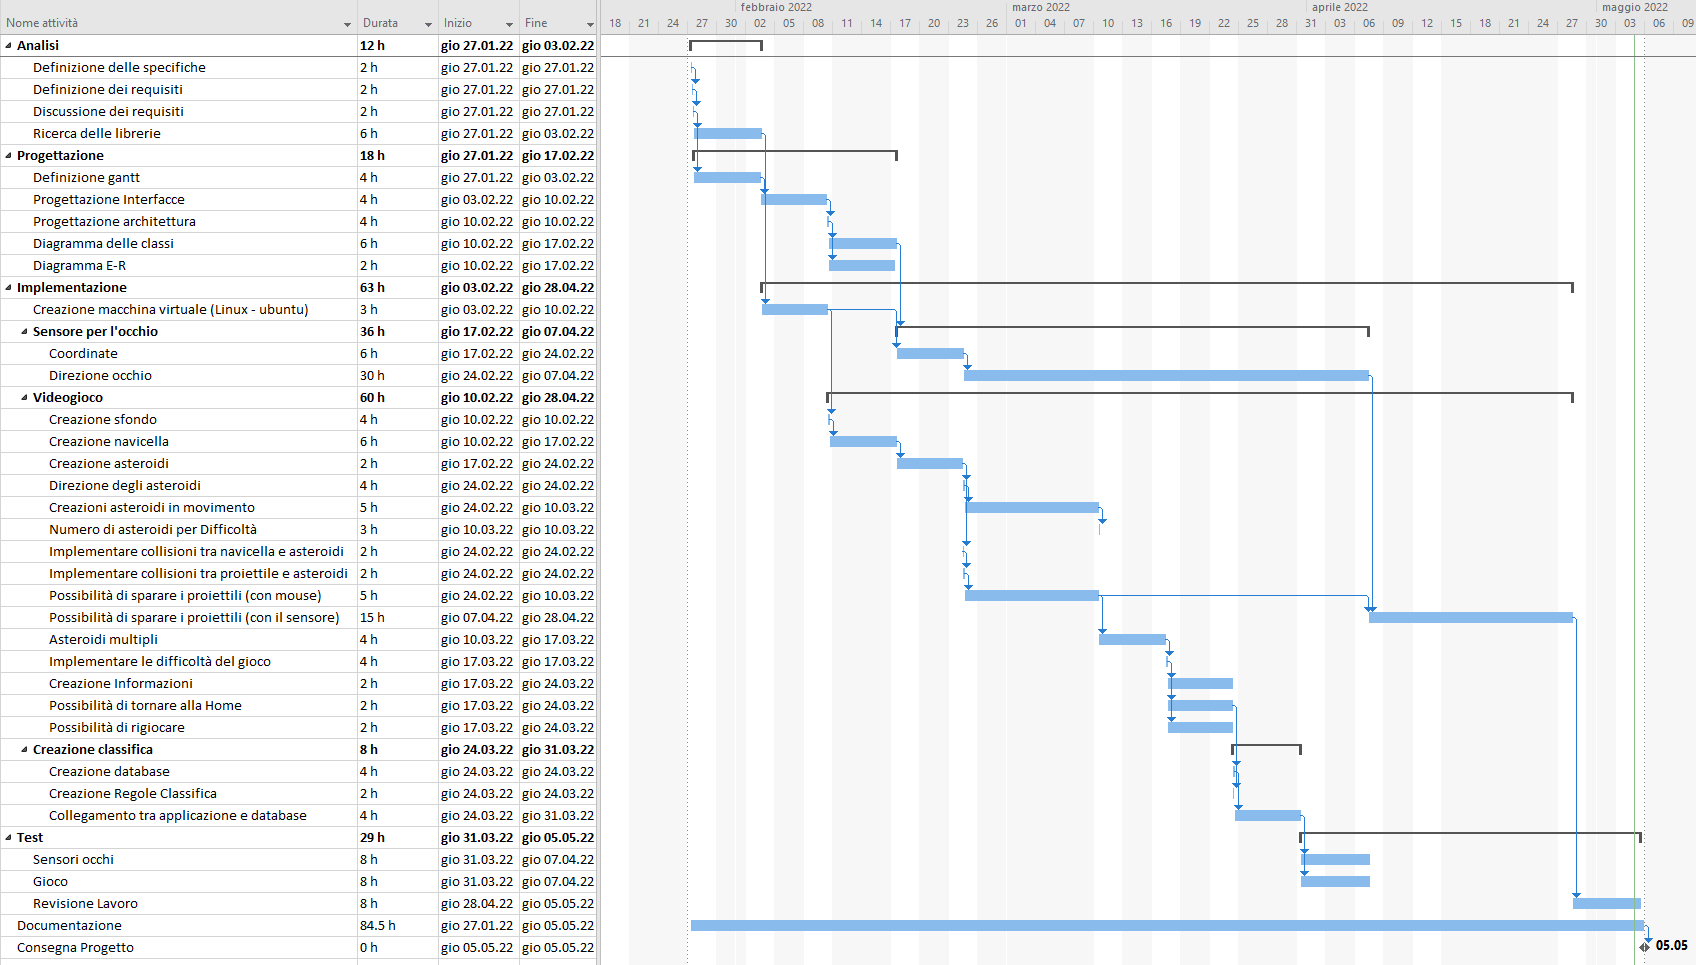 febbraio 2022 marzo 2022 aprile 2022 maggio 2022
Nome attività Durata Inizio Fine 18 21 24 27 30 02 05 08 11 14 17 20 23 26 01 04 07 10 13 16 19 22 25 28 31 03 06 09 12 15 18 21 24 27 30 03 06 09
Analisi 12 h gio 27.01.22 gio 03.02.22
Definizione delle specifiche 2 h gio 27.01.22 gio 27.01.22
Definizione dei requisiti 2 h gio 27.01.22 gio 27.01.22
Discussione dei requisiti 2 h gio 27.01.22 gio 27.01.22
Ricerca delle librerie 6 h gio 27.01.22 gio 03.02.22
Progettazione 18 h gio 27.01.22 gio 17.02.22
Definizione gantt 4 h gio 27.01.22 gio 03.02.22
Progettazione Interfacce 4 h gio 03.02.22 gio 10.02.22
Progettazione architettura 4 h gio 10.02.22 gio 10.02.22
Diagramma delle classi 6 h gio 10.02.22 gio 17.02.22
Diagramma E-R 2 h gio 10.02.22 gio 17.02.22
Implementazione 63 h gio 03.02.22 gio 28.04.22
Creazione macchina virtuale (Linux - ubuntu) 3 h gio 03.02.22 gio 10.02.22
Sensore per l'occhio 36 h gio 17.02.22 gio 07.04.22
Coordinate 6 h gio 17.02.22 gio 24.02.22
Direzione occhio 30 h gio 24.02.22 gio 07.04.22
Videogioco 60 h gio 10.02.22 gio 28.04.22
Creazione sfondo 4 h gio 10.02.22 gio 10.02.22
Creazione navicella 6 h gio 10.02.22 gio 17.02.22
Creazione asteroidi 2 h gio 17.02.22 gio 24.02.22
Direzione degli asteroidi 4 h gio 24.02.22 gio 24.02.22
Creazioni asteroidi in movimento 5 h gio 24.02.22 gio 10.03.22
Numero di asteroidi per Difficoltà 3 h gio 10.03.22 gio 10.03.22
Implementare collisioni tra navicella e asteroidi 2 h gio 24.02.22 gio 24.02.22
Implementare collisioni tra proiettile e asteroidi 2 h gio 24.02.22 gio 24.02.22
Possibilità di sparare i proiettili (con mouse) 5 h gio 24.02.22 gio 10.03.22
Possibilità di sparare i proiettili (con il sensore) 15 h gio 07.04.22 gio 28.04.22
Asteroidi multipli 4 h gio 10.03.22 gio 17.03.22
Implementare le difficoltà del gioco 4 h gio 17.03.22 gio 17.03.22
Creazione Informazioni 2 h gio 17.03.22 gio 24.03.22
Possibilità di tornare alla Home 2 h gio 17.03.22 gio 24.03.22
Possibilità di rigiocare 2 h gio 17.03.22 gio 24.03.22
Creazione classifica 8 h gio 24.03.22 gio 31.03.22
Creazione database 4 h gio 24.03.22 gio 24.03.22
Creazione Regole Classifica 2 h gio 24.03.22 gio 24.03.22
Collegamento tra applicazione e database 4 h gio 24.03.22 gio 31.03.22
Test 29 h gio 31.03.22 gio 05.05.22
Sensori occhi 8 h gio 31.03.22 gio 07.04.22
Gioco 8 h gio 31.03.22 gio 07.04.22
Revisione Lavoro 8 h gio 28.04.22 gio 05.05.22
Documentazione 84.5 h gio 27.01.22 gio 05.05.22
Consegna Progetto 0 h gio 05.05.22 gio 05.05.22 05.05